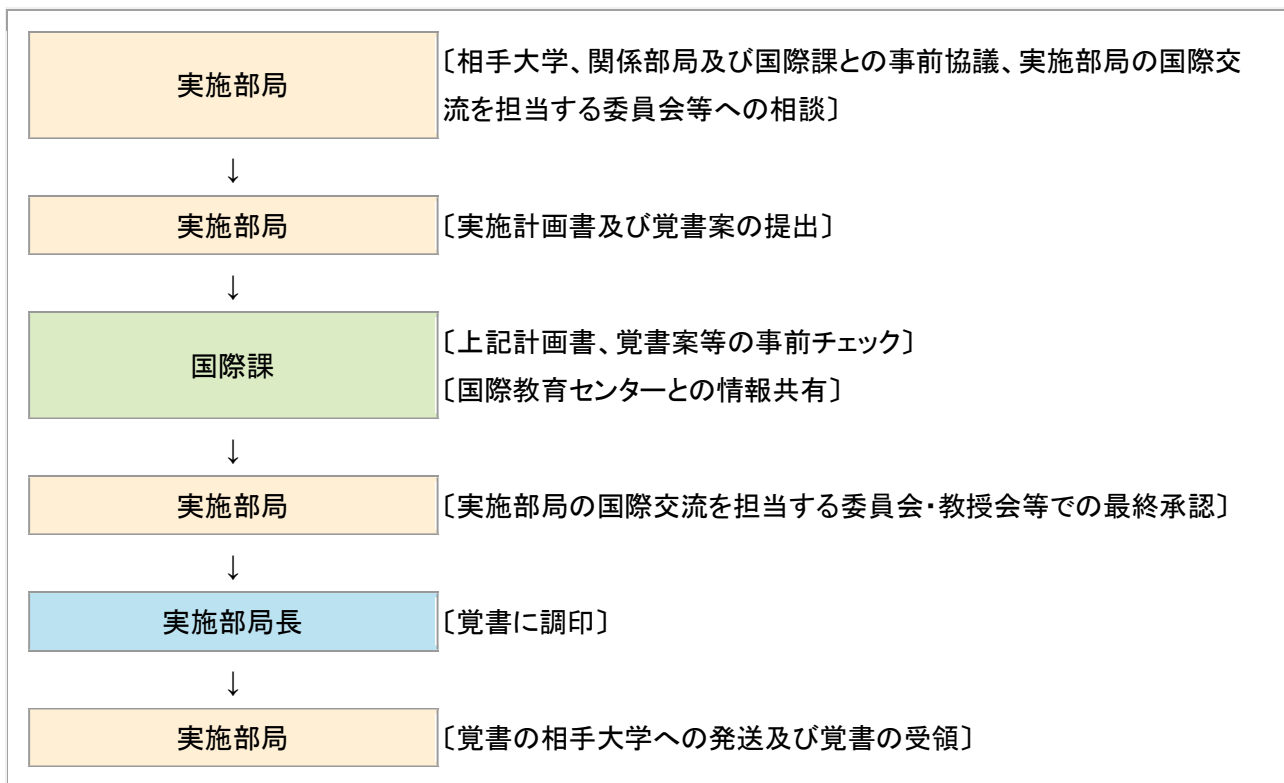 実施部局
〔相手大学、関係部局及び国際課との事前協議、実施部局の国際交
流を担当する委員会等への相談〕
↓
実施部局
〔実施計画書及び覚書案の提出〕
↓
国際課
〔上記計画書、覚書案等の事前チェック〕
〔国際教育センターとの情報共有〕
↓
実施部局
〔実施部局の国際交流を担当する委員会・教授会等での最終承認〕
↓
実施部局長
〔覚書に調印〕
↓
実施部局
〔覚書の相手大学への発送及び覚書の受領〕